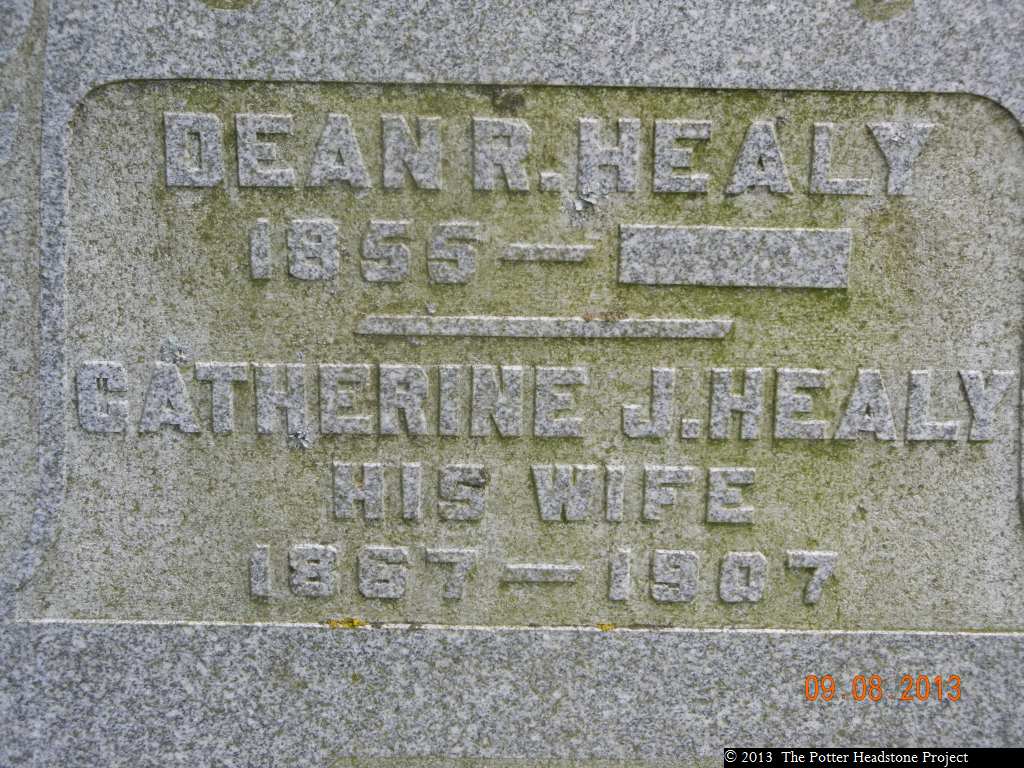 DEAN R. HEALY
1855 —
CATHERINE J. HEALY
HIS WIFE
1867 — 1907
09 08 2013
© 2013 The Potter Headstone Project